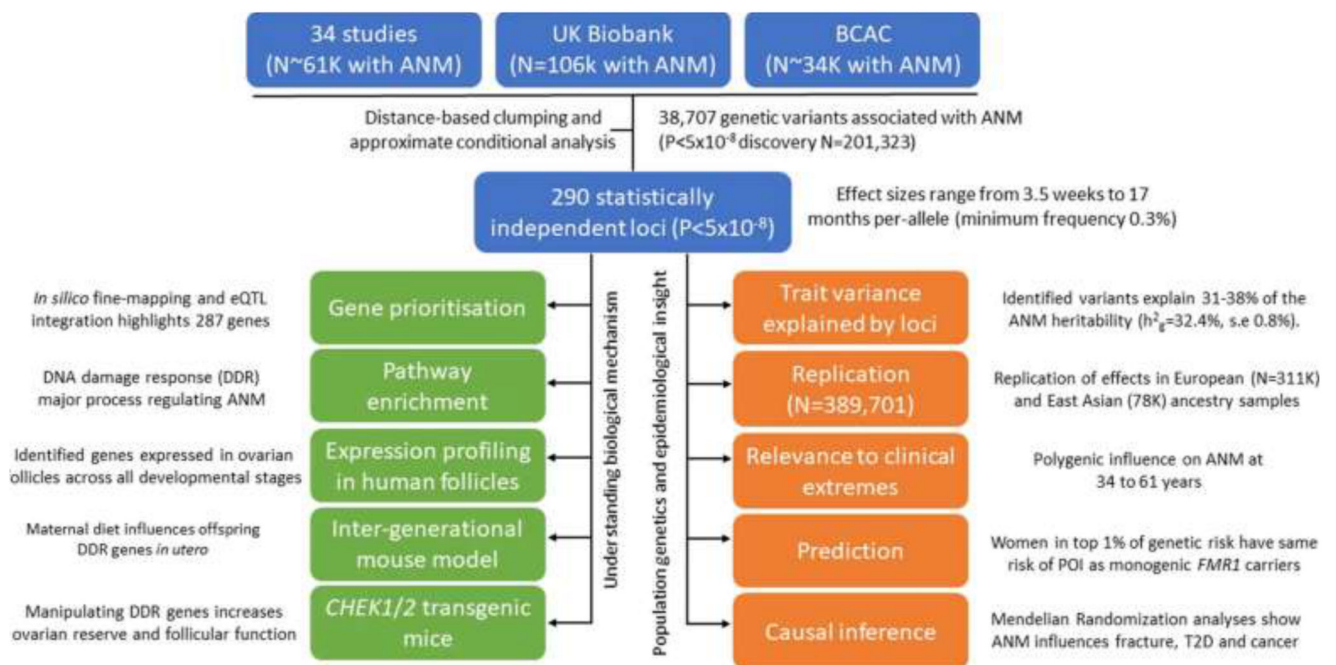 34 studies
(N~61K with ANM)
UK Biobank
(N=106k with ANM)
BCAC
(N~34K with ANM)
Distance-based clumping and
approximate conditional analysis
38,707 genetic variants associated with ANM
(P<5x10⁻⁸ discovery N=201,323)
290 statistically
independent loci (P<5x10⁻⁸)
Effect sizes range from 3.5 weeks to 17
months per-allele (minimum frequency 0.3%)
Understanding biological mechanism
Population genetics and epidemiological insight
In silico fine-mapping and eQTL
integration highlights 287 genes
Gene prioritisation
DNA damage response (DDR)
major process regulating ANM
Pathway
enrichment
Identified genes expressed in ovarian
ollicles across all developmental stages
Expression profiling
in human follicles
Maternal diet influences offspring
DDR genes in utero
Inter-generational
mouse model
Manipulating DDR genes increases
ovarian reserve and follicular function
CHEK1/2 transgenic
mice
Trait variance
explained by loci
Identified variants explain 31-38% of the
ANM heritability (h²g=32.4%, s.e 0.8%).
Replication
(N=389,701)
Replication of effects in European (N=311K)
and East Asian (78K) ancestry samples
Relevance to clinical
extremes
Polygenic influence on ANM at
34 to 61 years
Prediction
Women in top 1% of genetic risk have same
risk of POI as monogenic FMR1 carriers
Causal inference
Mendelian Randomization analyses show
ANM influences fracture, T2D and cancer